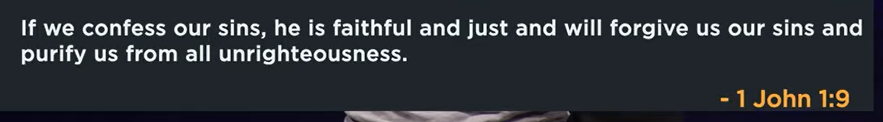 If we confess our sins, he is faithful and just and will forgive us our sins and
purify us from all unrighteousness.
- 1 John 1:9